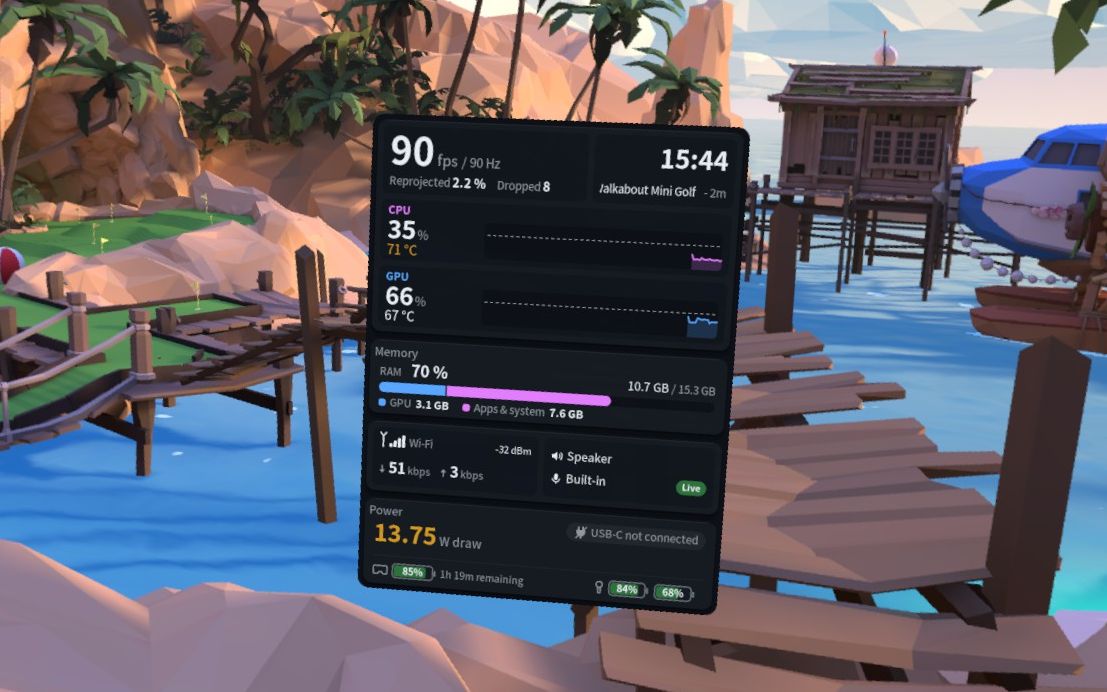 90 fps / 90 Hz
Reprojected 2.2 % Dropped 8
15:44
/alkabout Mini Golf - 2m
CPU
35 %
71 °C
GPU
66 %
67 °C
Memory
RAM 70 %
10.7 GB / 15.3 GB
GPU 3.1 GB Apps & system 7.6 GB
Wi-Fi -32 dBm
↓ 51 kbps ↑ 3 kbps
Speaker
Built-in
Live
Power
13.75 W draw
USB-C not connected
85% 1h 19m remaining
84% 68%